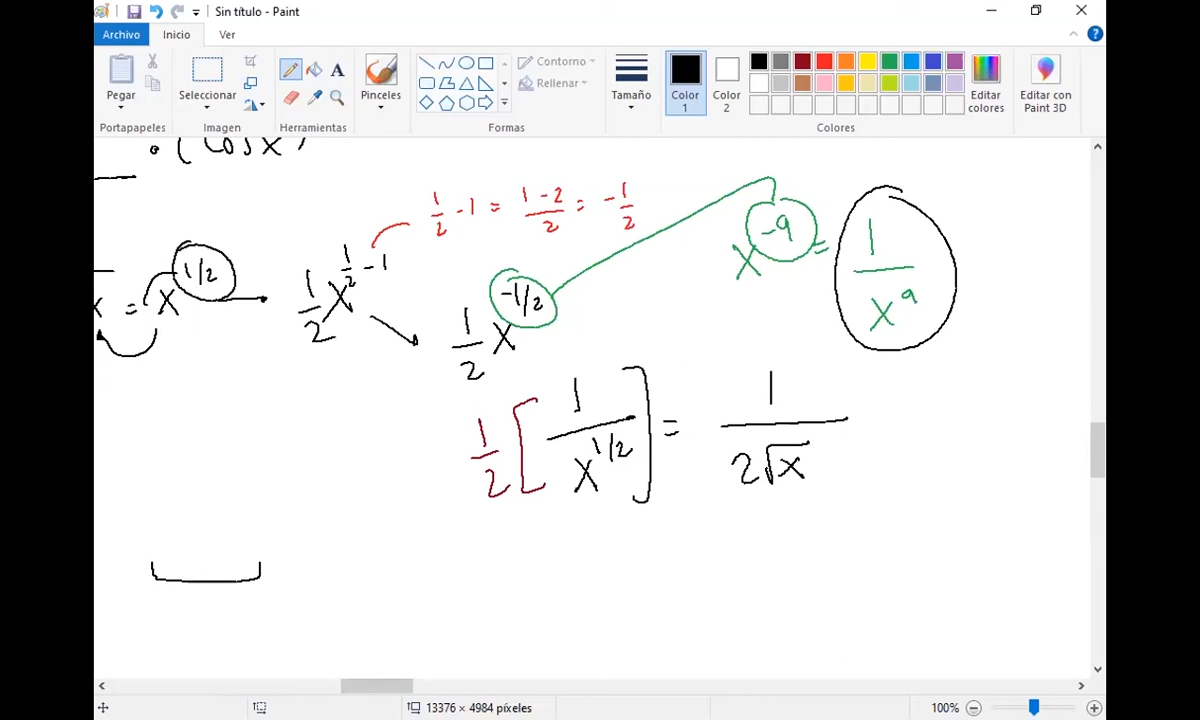 Sin título - Paint
Archivo Inicio Ver
Pegar Seleccionar A Pinceles Contorno Rellenar Tamaño Color 1 Color 2 Editar colores Editar con Paint 3D
Portapapeles Imagen Herramientas Formas Colores
· (cosx)
1/2 - 1 = (1-2)/2 = -1/2
x^-9 = 1/x^9
x = x^1/2 → 1/2 x^(1/2 - 1)
1/2 x^-1/2
1/2 [1/x^1/2] = 1/(2√x)
13376 × 4984 píxeles 100%